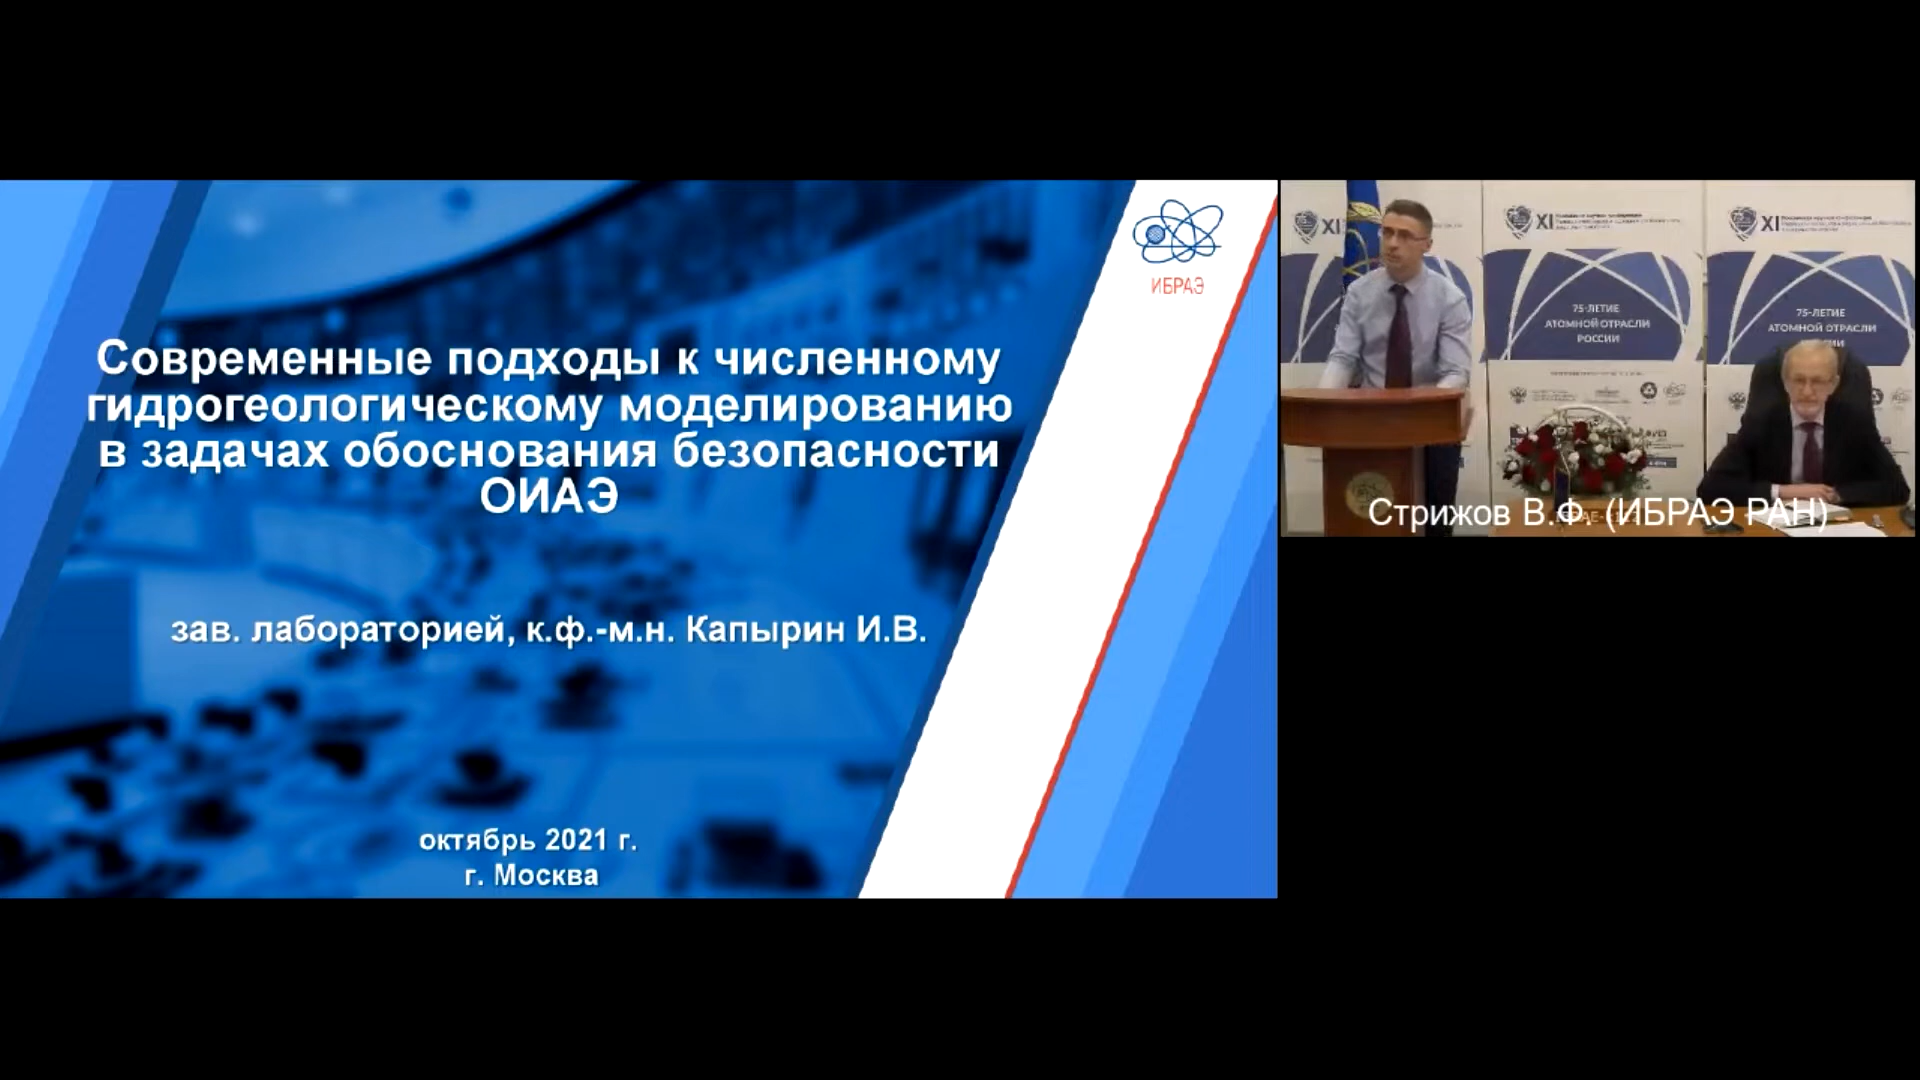 Современные подходы к численному
гидрогеологическому моделированию
в задачах обоснования безопасности
ОИАЭ
зав. лабораторией, к.ф.-м.н. Капырин И.В.
октябрь 2021 г.
г. Москва
ИБРАЭ
XI
XI
XI
75-ЛЕТИЕ
АТОМНОЙ ОТРАСЛИ
РОССИИ
75-ЛЕТИЕ
АТОМНОЙ ОТРАСЛИ
Стрижов В.Ф. (ИБРАЭ РАН)